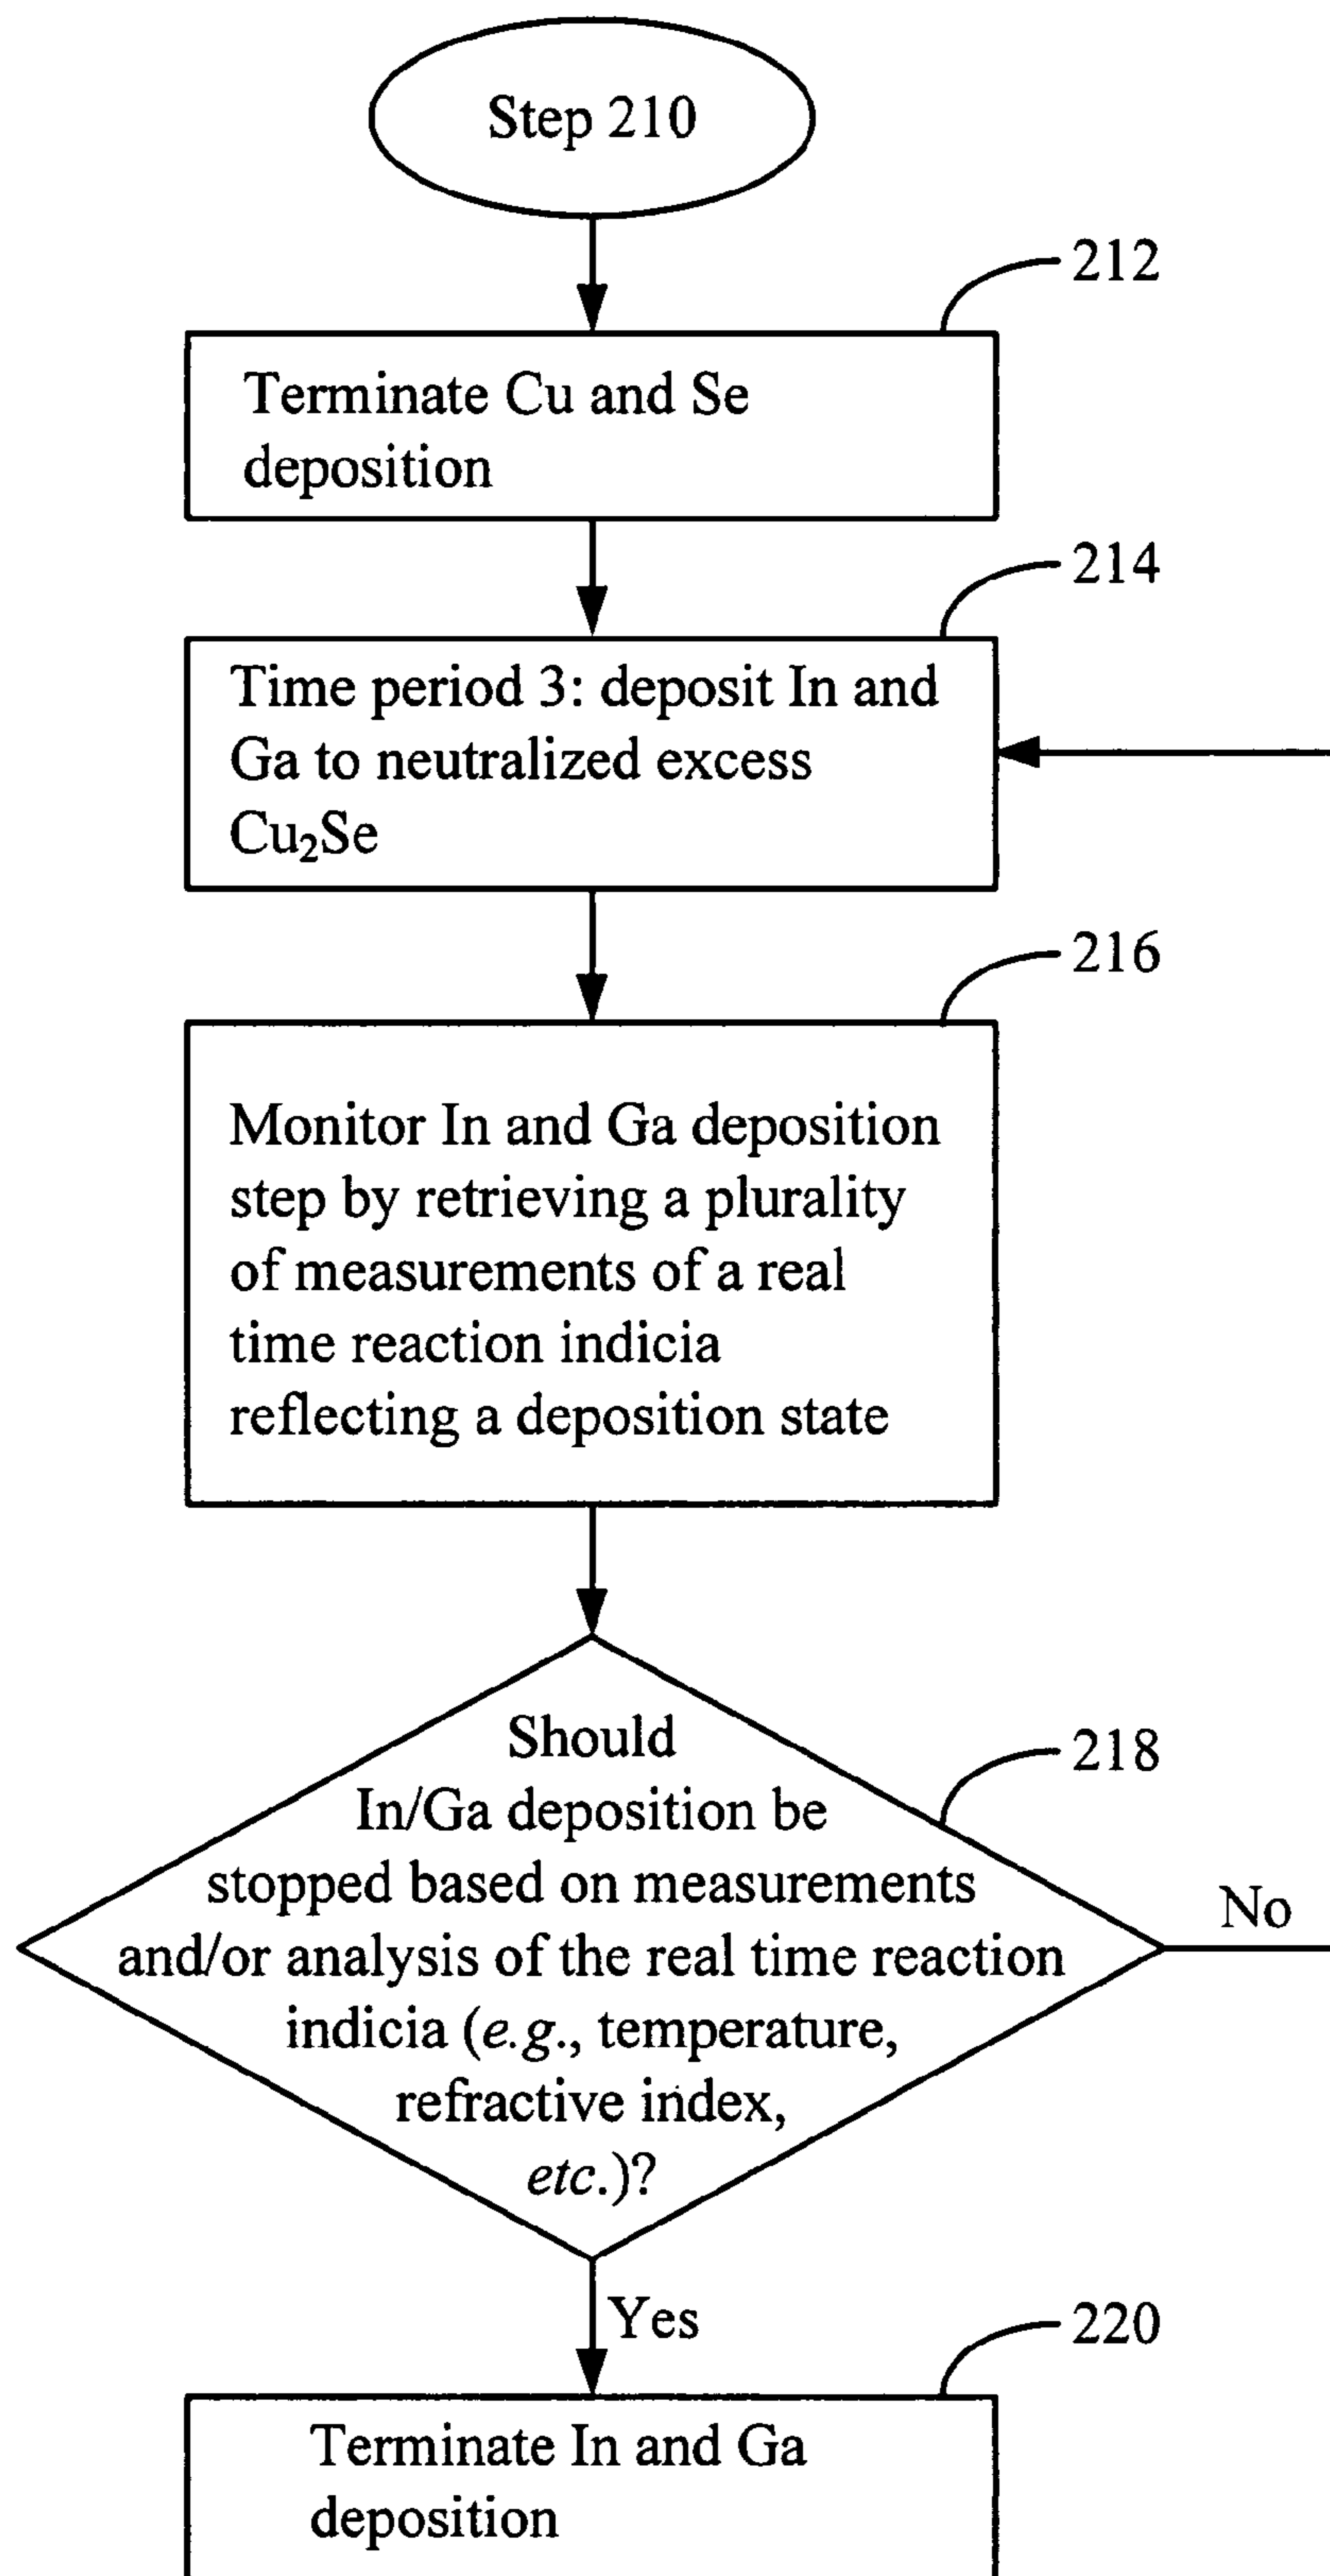 Step 210
212
Terminate Cu and Se
deposition
214
Time period 3: deposit In and
Ga to neutralized excess
Cu₂Se
216
Monitor In and Ga deposition
step by retrieving a plurality
of measurements of a real
time reaction indicia
reflecting a deposition state
218
Should
In/Ga deposition be
stopped based on measurements
and/or analysis of the real time reaction
indicia (e.g., temperature,
refractive index,
etc.)?
No
Yes
220
Terminate In and Ga
deposition